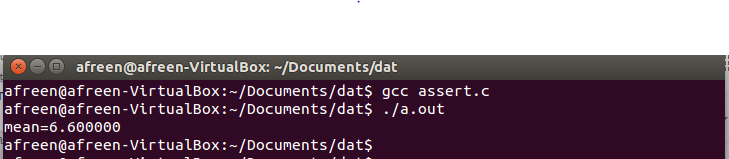 afreen@afreen-VirtualBox: ~/Documents/dat
afreen@afreen-VirtualBox:~/Documents/dat$ gcc assert.c
afreen@afreen-VirtualBox:~/Documents/dat$ ./a.out
mean=6.600000
afreen@afreen-VirtualBox:~/Documents/dat$